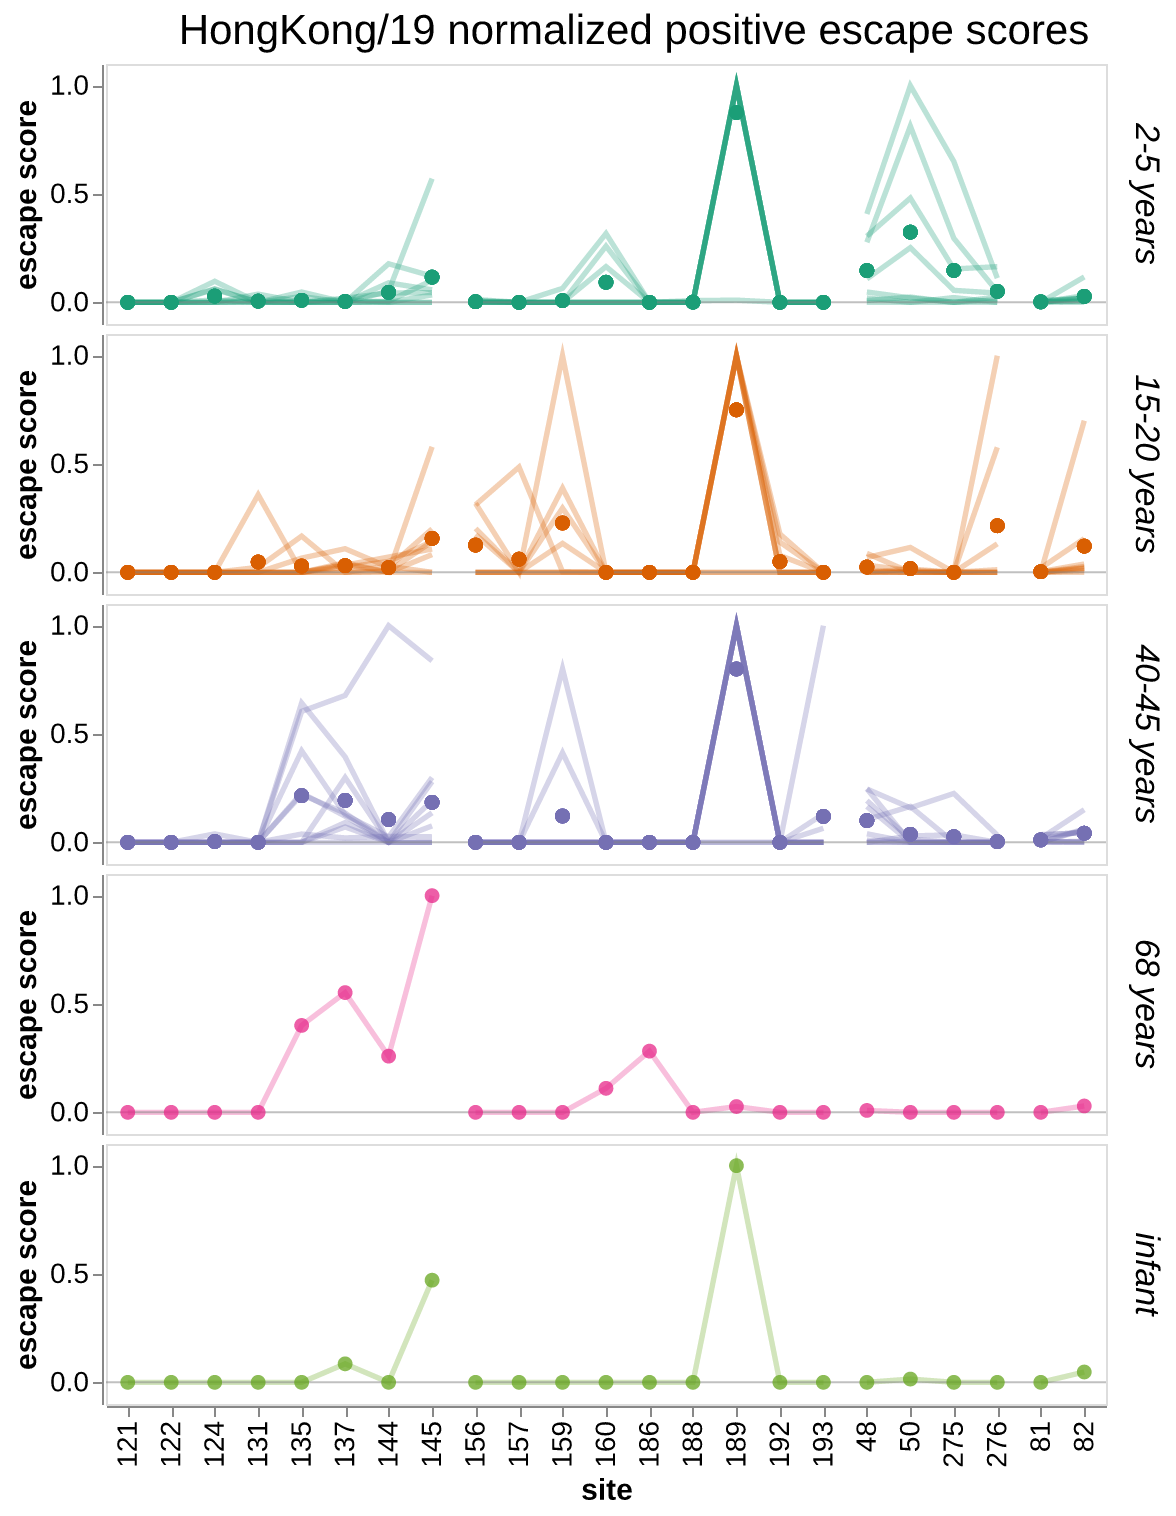 HongKong/19 normalized positive escape scores
escape score
1.0
0.5
0.0
2-5 years
escape score
1.0
0.5
0.0
15-20 years
escape score
1.0
0.5
0.0
40-45 years
escape score
1.0
0.5
0.0
68 years
escape score
1.0
0.5
0.0
infant
121 122 124 131 135 137 144 145 156 157 159 160 186 188 189 192 193 48 50 275 276 81 82
site